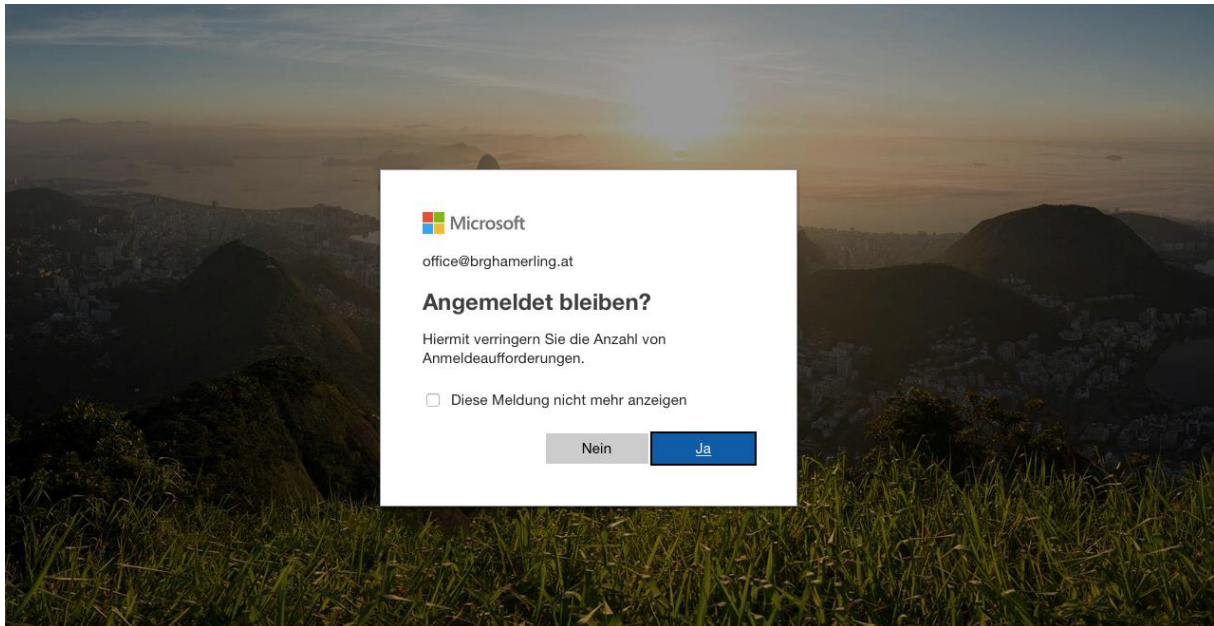 Microsoft
office@brghamerling.at
Angemeldet bleiben?
Hiermit verringern Sie die Anzahl von
Anmeldeaufforderungen.
Diese Meldung nicht mehr anzeigen
Nein
Ja